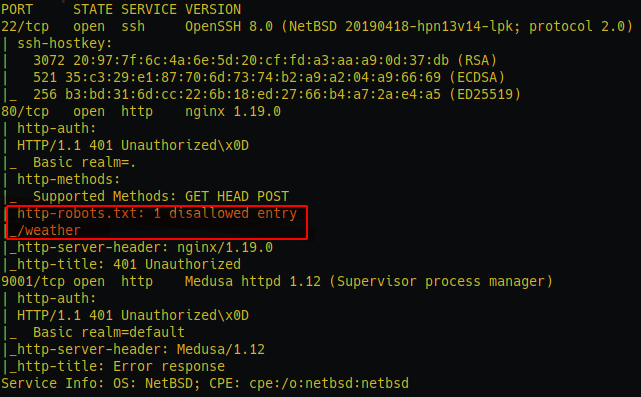 PORT     STATE SERVICE VERSION
22/tcp   open  ssh     OpenSSH 8.0 (NetBSD 20190418-hpn13v14-lpk; protocol 2.0)
| ssh-hostkey:
|   3072 20:97:7f:6c:4a:6e:5d:20:cf:fd:a3:aa:a9:0d:37:db (RSA)
|   521 35:c3:29:e1:87:70:6d:73:74:b2:a9:a2:04:a9:66:69 (ECDSA)
|_  256 b3:bd:31:6d:cc:22:6b:18:ed:27:66:b4:a7:2a:e4:a5 (ED25519)
80/tcp   open  http    nginx 1.19.0
| http-auth:
| HTTP/1.1 401 Unauthorized\x0D
|_  Basic realm=.
| http-methods:
|_  Supported Methods: GET HEAD POST
| http-robots.txt: 1 disallowed entry
|_/weather
|_http-server-header: nginx/1.19.0
|_http-title: 401 Unauthorized
9001/tcp open  http    Medusa httpd 1.12 (Supervisor process manager)
| http-auth:
| HTTP/1.1 401 Unauthorized\x0D
|_  Basic realm=default
|_http-server-header: Medusa/1.12
|_http-title: Error response
Service Info: OS: NetBSD; CPE: cpe:/o:netbsd:netbsd